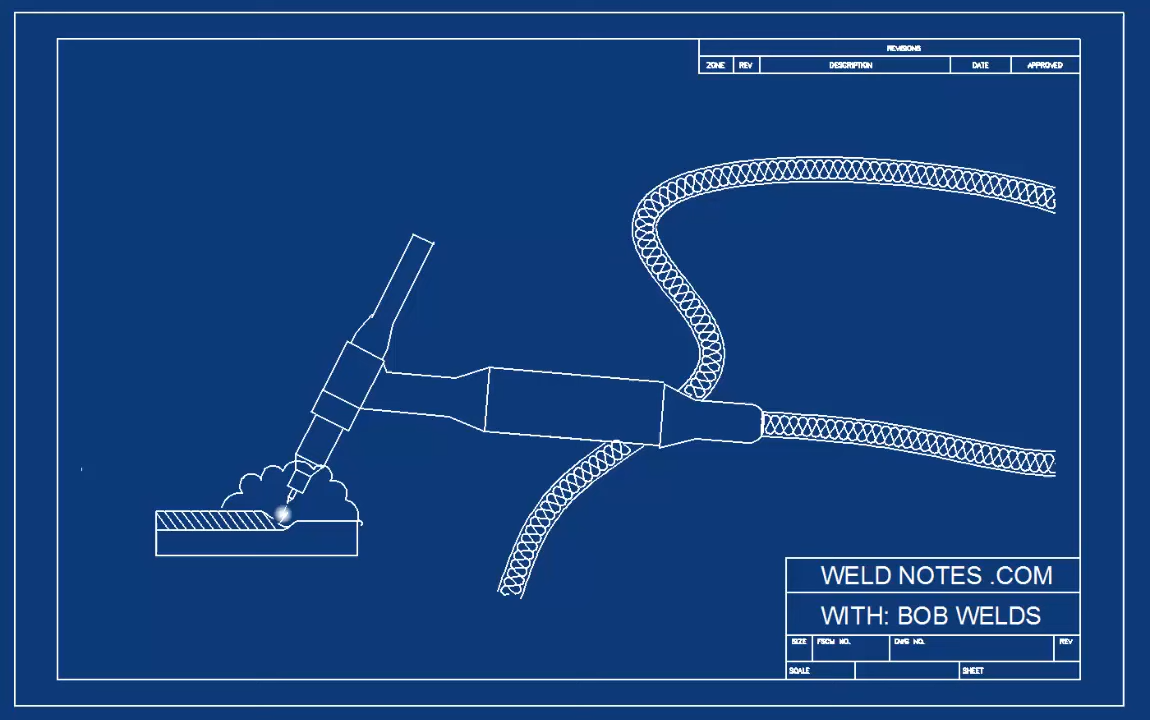 REVISIONS
ZONE REV DESCRIPTION DATE APPROVED
WELD NOTES .COM
WITH: BOB WELDS
SIZE FSCM NO. DWG NO. REV
SCALE SHEET